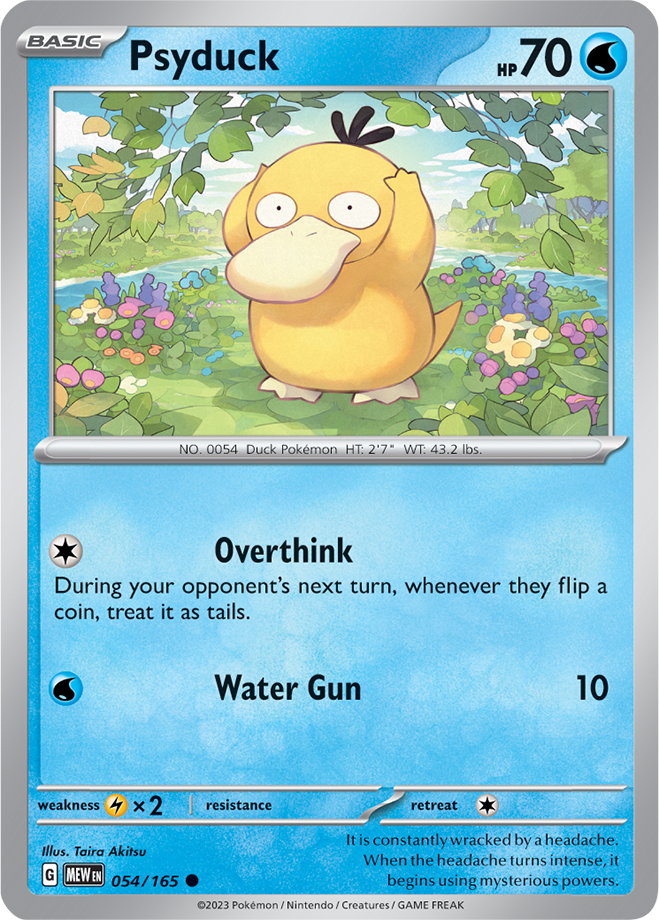 BASIC
Psyduck
HP 70
NO. 0054 Duck Pokémon HT: 2'7" WT: 43.2 lbs.
Overthink
During your opponent's next turn, whenever they flip a
coin, treat it as tails.
Water Gun 10
weakness ×2 resistance retreat
Illus. Taira Akitsu
G MEW EN 054/165
It is constantly wracked by a headache.
When the headache turns intense, it
begins using mysterious powers.
©2023 Pokémon / Nintendo / Creatures / GAME FREAK